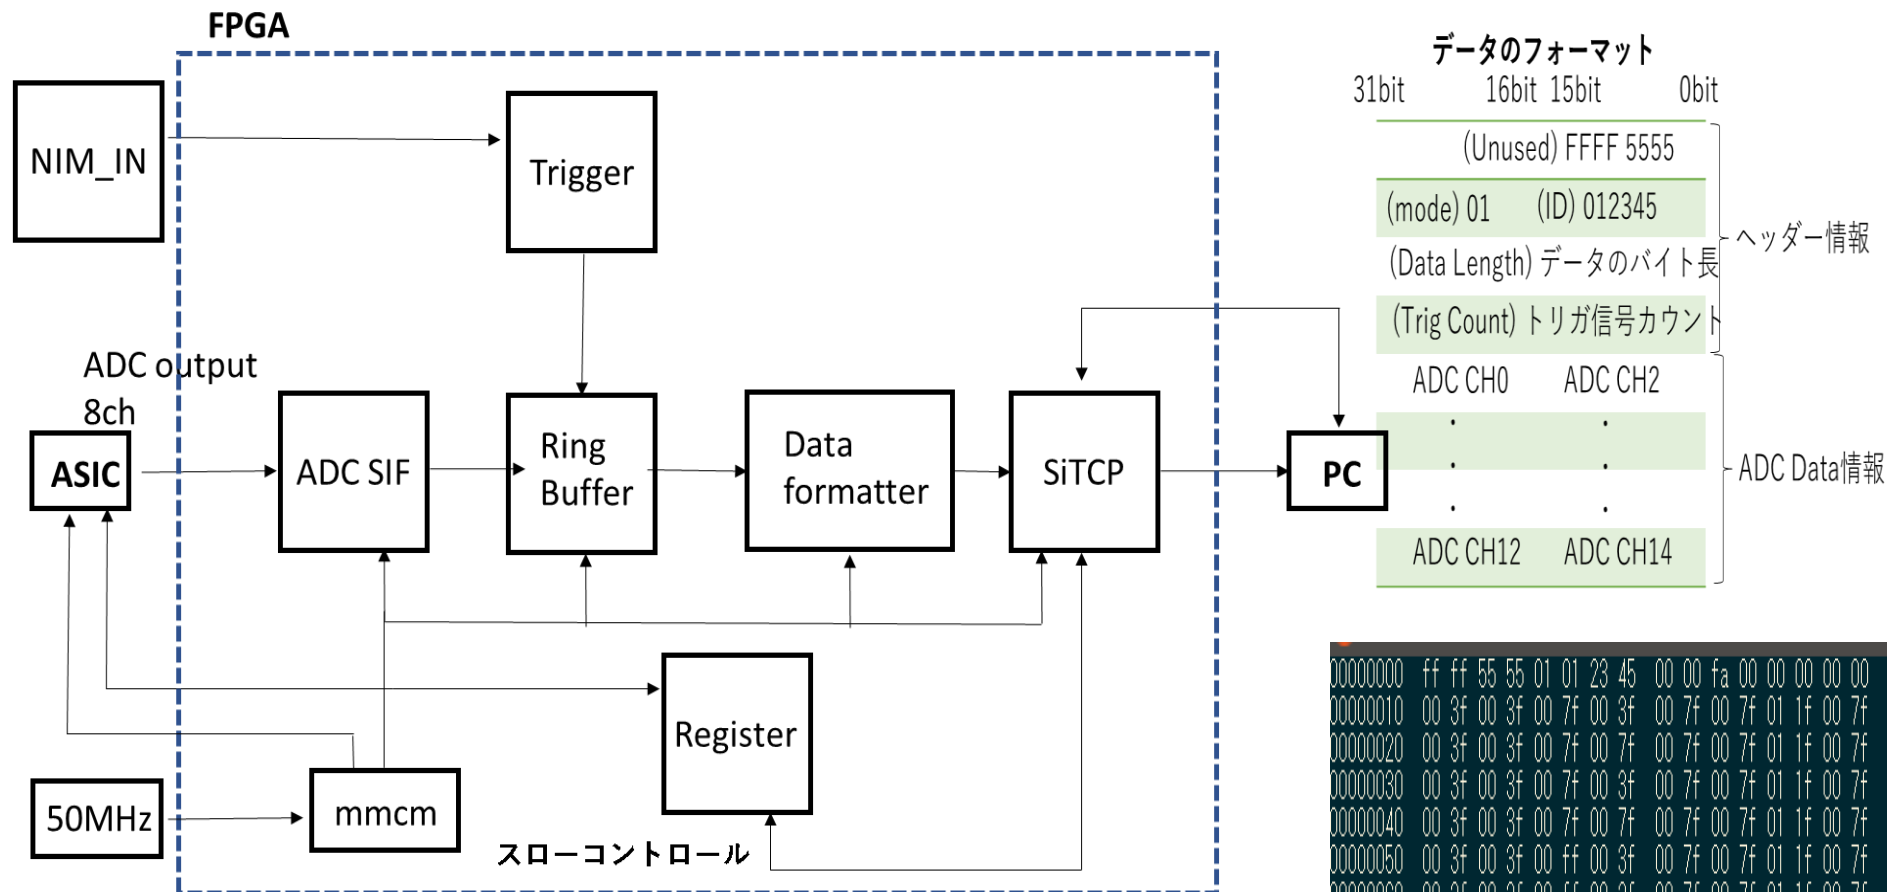 FPGA
NIM_IN
Trigger
ADC output
8ch
ASIC
ADC SIF
Ring
Buffer
Data
formatter
SiTCP
PC
Register
50MHz
mmcm
スローコントロール
データのフォーマット
31bit 16bit 15bit 0bit
(Unused) FFFF 5555
(mode) 01 (ID) 012345
(Data Length) データのバイト長
(Trig Count) トリガ信号カウント
ヘッダー情報
ADC CH0 ADC CH2
ADC CH12 ADC CH14
ADC Data情報
00000000 ff ff 55 55 01 01 23 45 00 00 fa 00 00 00 00 00
00000010 00 3f 00 3f 00 7f 00 3f 00 7f 00 7f 01 1f 00 7f
00000020 00 3f 00 3f 00 7f 00 7f 00 7f 00 7f 01 1f 00 7f
00000030 00 3f 00 3f 00 7f 00 3f 00 7f 00 7f 01 1f 00 7f
00000040 00 3f 00 3f 00 7f 00 7f 00 7f 00 7f 01 1f 00 7f
00000050 00 3f 00 3f 00 ff 00 3f 00 7f 00 7f 01 1f 00 7f